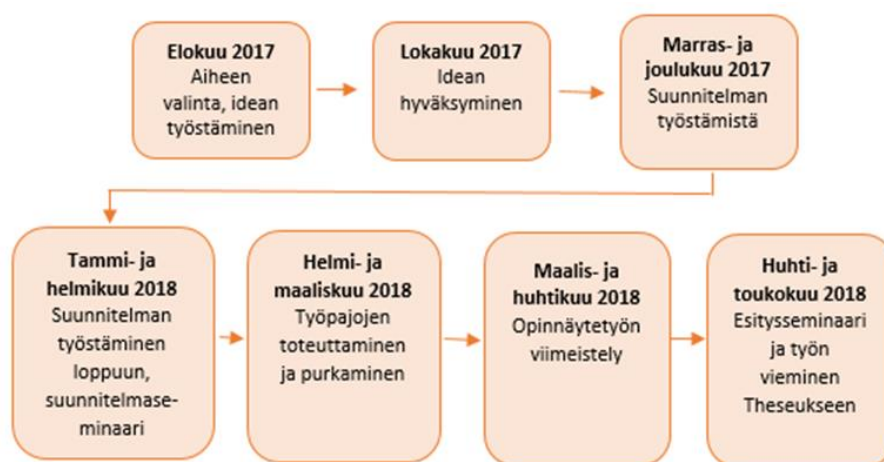 Elokuu 2017
Aiheen
valinta, idean
työstäminen
Lokakuu 2017
Idean
hyväksyminen
Marras- ja
joulukuu 2017
Suunnitelman
työstämistä
Tammi- ja
helmikuu 2018
Suunnitelman
työstäminen
loppuun,
suunnitelmase-
minaari
Helmi- ja
maaliskuu 2018
Työpajojen
toteuttaminen
ja purkaminen
Maalis- ja
huhtikuu 2018
Opinnäytetyön
viimeistely
Huhti- ja
toukokuu 2018
Esitysseminaari
ja työn
vieminen
Theseukseen